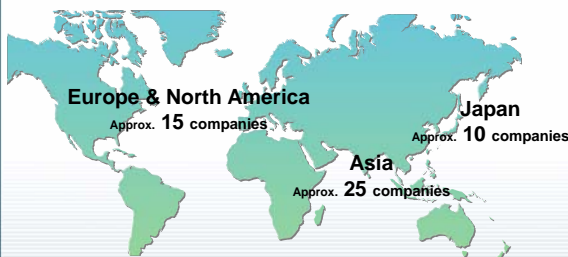 Europe & North America
Approx. 15 companies
Japan
Approx. 10 companies
Asia
Approx. 25 companies